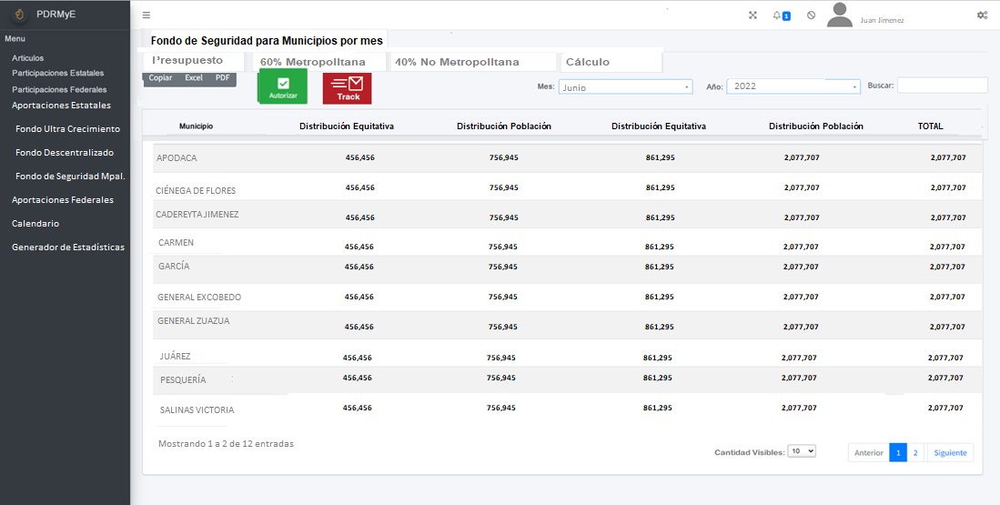 PDRMyE
Menu
Articulos
Participaciones Estatales
Participaciones Federales
Aportaciones Estatales
Fondo Ultra Crecimiento
Fondo Descentralizado
Fondo de Seguridad Mpal.
Aportaciones Federales
Calendario
Generador de Estadísticas
1
Juan Jimenez
Fondo de Seguridad para Municipios por mes
Presupuesto 60% Metropolitana 40% No Metropolitana Cálculo
Copiar Excel PDF
Autorizar
Track
Mes: Junio Año: 2022 Buscar:
Municipio Distribución Equitativa Distribución Población Distribución Equitativa Distribución Población TOTAL
APODACA 456,456 756,945 861,295 2,077,707 2,077,707
CIÉNEGA DE FLORES 456,456 756,945 861,295 2,077,707 2,077,707
CADEREYTA JIMENEZ 456,456 756,945 861,295 2,077,707 2,077,707
CARMEN 456,456 756,945 861,295 2,077,707 2,077,707
GARCÍA 456,456 756,945 861,295 2,077,707 2,077,707
GENERAL EXCOBEDO 456,456 756,945 861,295 2,077,707 2,077,707
GENERAL ZUAZUA 456,456 756,945 861,295 2,077,707 2,077,707
JUÁREZ 456,456 756,945 861,295 2,077,707 2,077,707
PESQUERÍA 456,456 756,945 861,295 2,077,707 2,077,707
SALINAS VICTORIA 456,456 756,945 861,295 2,077,707 2,077,707
Mostrando 1 a 2 de 12 entradas
Cantidad Visibles: 10
Anterior 1 2 Siguiente